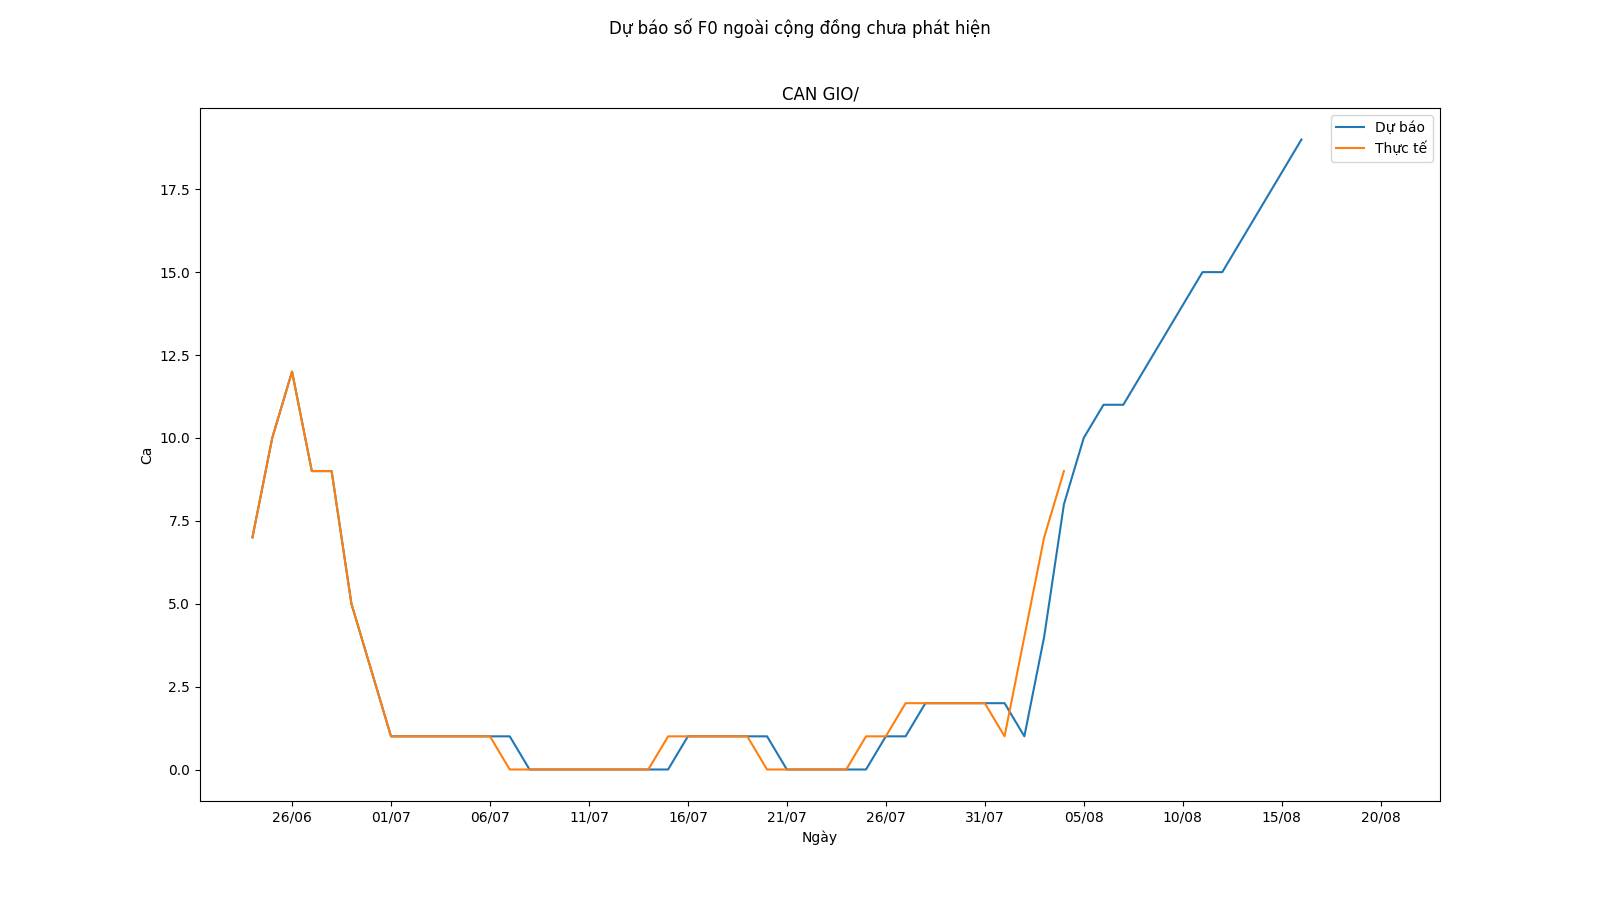 Dự báo số F0 ngoài cộng đồng chưa phát hiện
CAN GIO/
Dự báo
Thực tế
17.5
15.0
12.5
10.0
7.5
5.0
2.5
0.0
Ca
26/06 01/07 06/07 11/07 16/07 21/07 26/07 31/07 05/08 10/08 15/08 20/08
Ngày